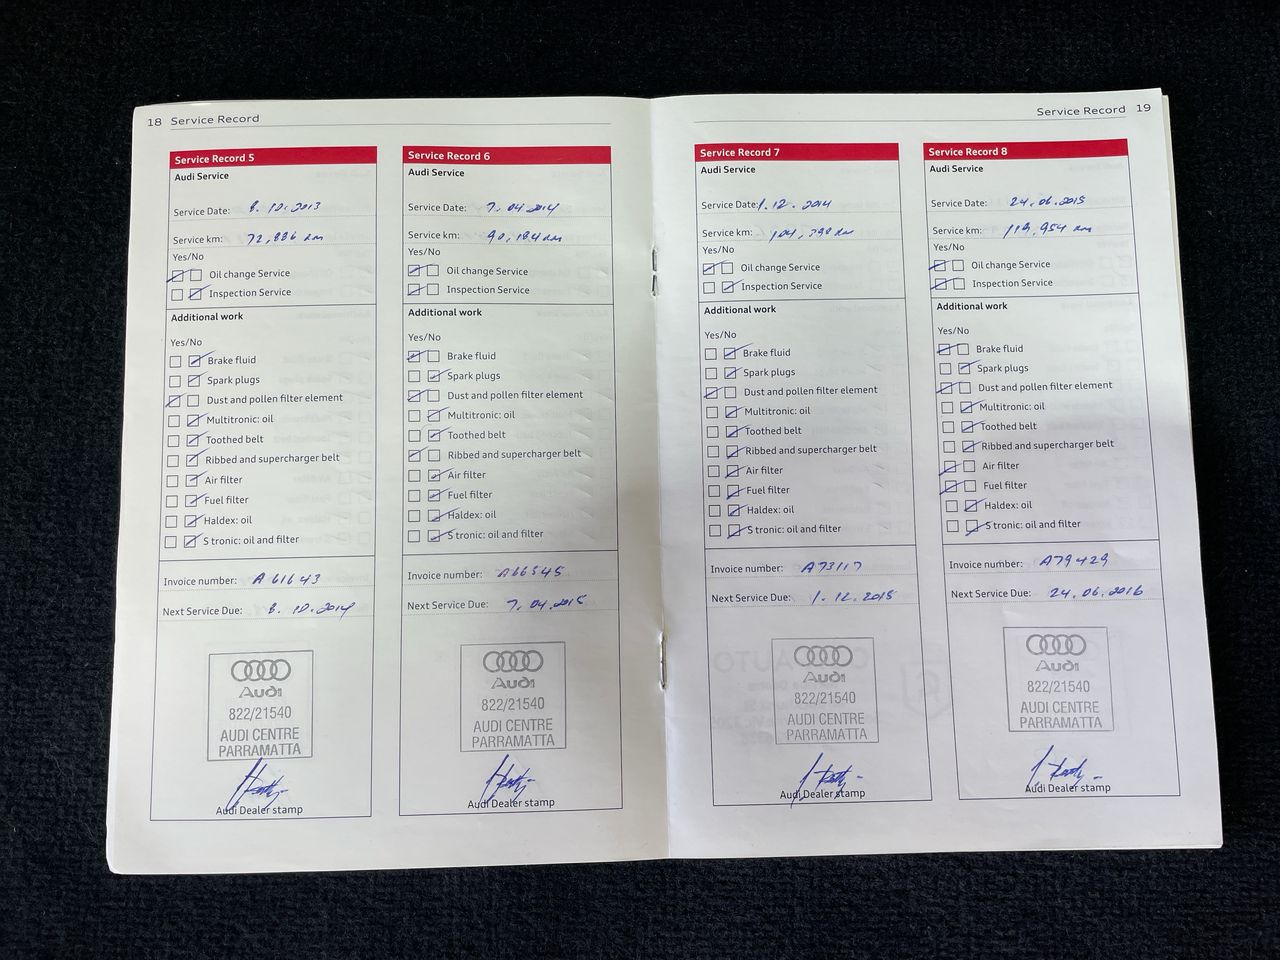 18 Service Record
Service Record 5
Audi Service
Service Date: 8.10.2013
Service km: 72,886 km
Yes/No
Oil change Service
Inspection Service
Additional work
Yes/No
Brake fluid
Spark plugs
Dust and pollen filter element
Multitronic: oil
Toothed belt
Ribbed and supercharger belt
Air filter
Fuel filter
Haldex: oil
S tronic: oil and filter
Invoice number: A61643
Next Service Due: 8.10.2014
Audi
822/21540
AUDI CENTRE
PARRAMATTA
Audi Dealer stamp
Service Record 6
Audi Service
Service Date: 7.04.2014
Service km: 90,184 km
Yes/No
Oil change Service
Inspection Service
Additional work
Yes/No
Brake fluid
Spark plugs
Dust and pollen filter element
Multitronic: oil
Toothed belt
Ribbed and supercharger belt
Air filter
Fuel filter
Haldex: oil
S tronic: oil and filter
Invoice number: A66545
Next Service Due: 7.04.2015
Audi
822/21540
AUDI CENTRE
PARRAMATTA
Audi Dealer stamp
Service Record 19
Service Record 7
Audi Service
Service Date: 1.12.2014
Service km: 104,398 km
Yes/No
Oil change Service
Inspection Service
Additional work
Yes/No
Brake fluid
Spark plugs
Dust and pollen filter element
Multitronic: oil
Toothed belt
Ribbed and supercharger belt
Air filter
Fuel filter
Haldex: oil
S tronic: oil and filter
Invoice number: A73117
Next Service Due: 1.12.2015
Audi
822/21540
AUDI CENTRE
PARRAMATTA
Audi Dealer stamp
Service Record 8
Audi Service
Service Date: 24.06.2015
Service km: 119,954 km
Yes/No
Oil change Service
Inspection Service
Additional work
Yes/No
Brake fluid
Spark plugs
Dust and pollen filter element
Multitronic: oil
Toothed belt
Ribbed and supercharger belt
Air filter
Fuel filter
Haldex: oil
S tronic: oil and filter
Invoice number: A79429
Next Service Due: 24.06.2016
Audi
822/21540
AUDI CENTRE
PARRAMATTA
Audi Dealer stamp